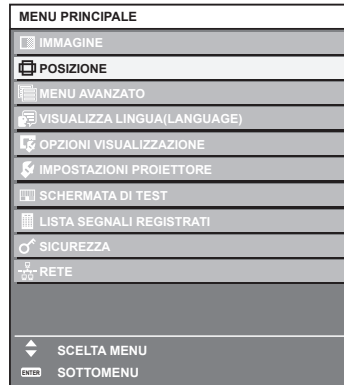 MENU PRINCIPALE
IMMAGINE
POSIZIONE
MENU AVANZATO
VISUALIZZA LINGUA(LANGUAGE)
OPZIONI VISUALIZZAZIONE
IMPOSTAZIONI PROIETTORE
SCHERMATA DI TEST
LISTA SEGNALI REGISTRATI
SICUREZZA
RETE
SCELTA MENU
ENTER SOTTOMENU